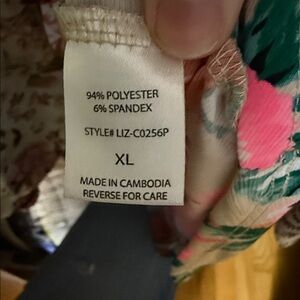 94% POLYESTER
6% SPANDEX
STYLE# LIZ-C0256P
XL
MADE IN CAMBODIA
REVERSE FOR CARE